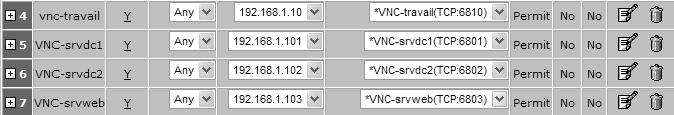 4 vnc-travail Y Any 192.168.1.10 *VNC-travail(TCP:6810) Permit No No
5 VNC-srvdc1 Y Any 192.168.1.101 *VNC-srvdc1(TCP:6801) Permit No No
6 VNC-srvdc2 Y Any 192.168.1.102 *VNC-srvdc2(TCP:6802) Permit No No
7 VNC-srvweb Y Any 192.168.1.103 *VNC-srvweb(TCP:6803) Permit No No